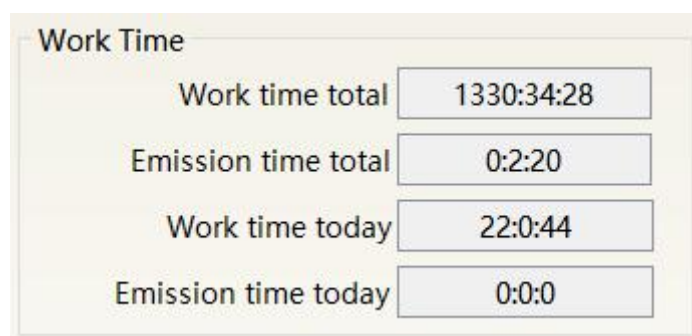 Work Time
Work time total 1330:34:28
Emission time total 0:2:20
Work time today 22:0:44
Emission time today 0:0:0